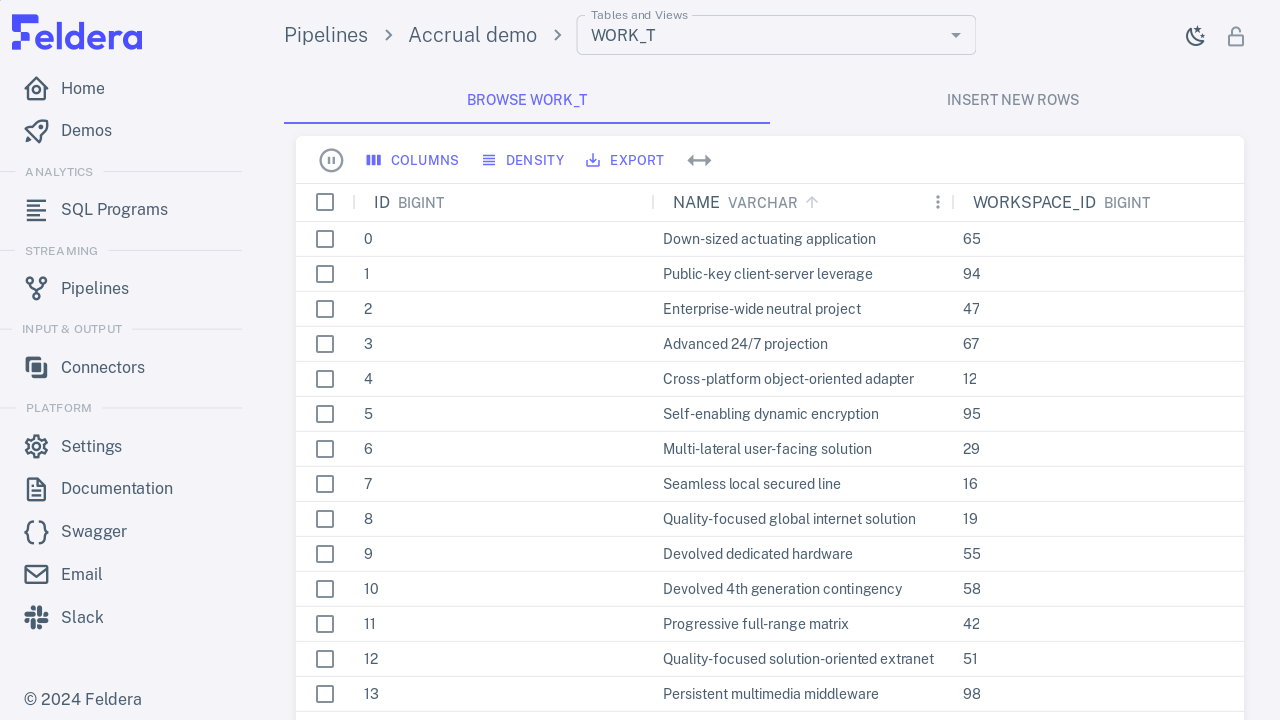 Feldera
Home
Demos
ANALYTICS
SQL Programs
STREAMING
Pipelines
INPUT & OUTPUT
Connectors
PLATFORM
Settings
Documentation
Swagger
Email
Slack
© 2024 Feldera
Pipelines > Accrual demo >
Tables and Views
WORK_T
BROWSE WORK_T INSERT NEW ROWS
COLUMNS DENSITY EXPORT
ID BIGINT NAME VARCHAR WORKSPACE_ID BIGINT
0 Down-sized actuating application 65
1 Public-key client-server leverage 94
2 Enterprise-wide neutral project 47
3 Advanced 24/7 projection 67
4 Cross-platform object-oriented adapter 12
5 Self-enabling dynamic encryption 95
6 Multi-lateral user-facing solution 29
7 Seamless local secured line 16
8 Quality-focused global internet solution 19
9 Devolved dedicated hardware 55
10 Devolved 4th generation contingency 58
11 Progressive full-range matrix 42
12 Quality-focused solution-oriented extranet 51
13 Persistent multimedia middleware 98